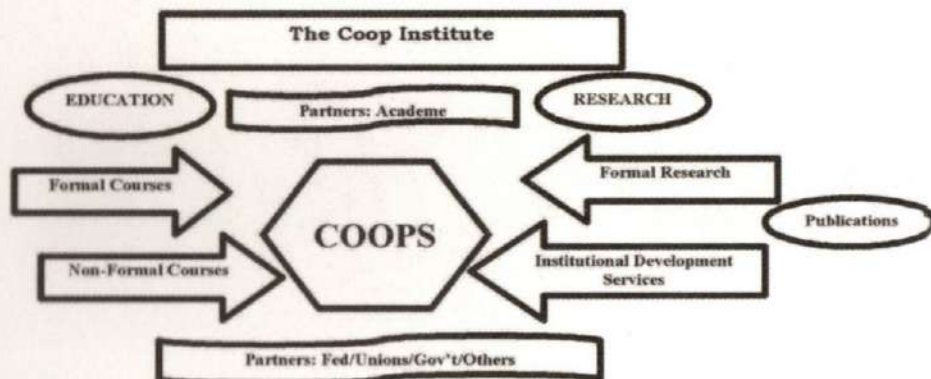 The Coop Institute
EDUCATION
Partners: Academe
RESEARCH
Formal Courses
Formal Research
COOPS
Publications
Non-Formal Courses
Institutional Development
Services
Partners: Fed/Unions/Gov't/Others